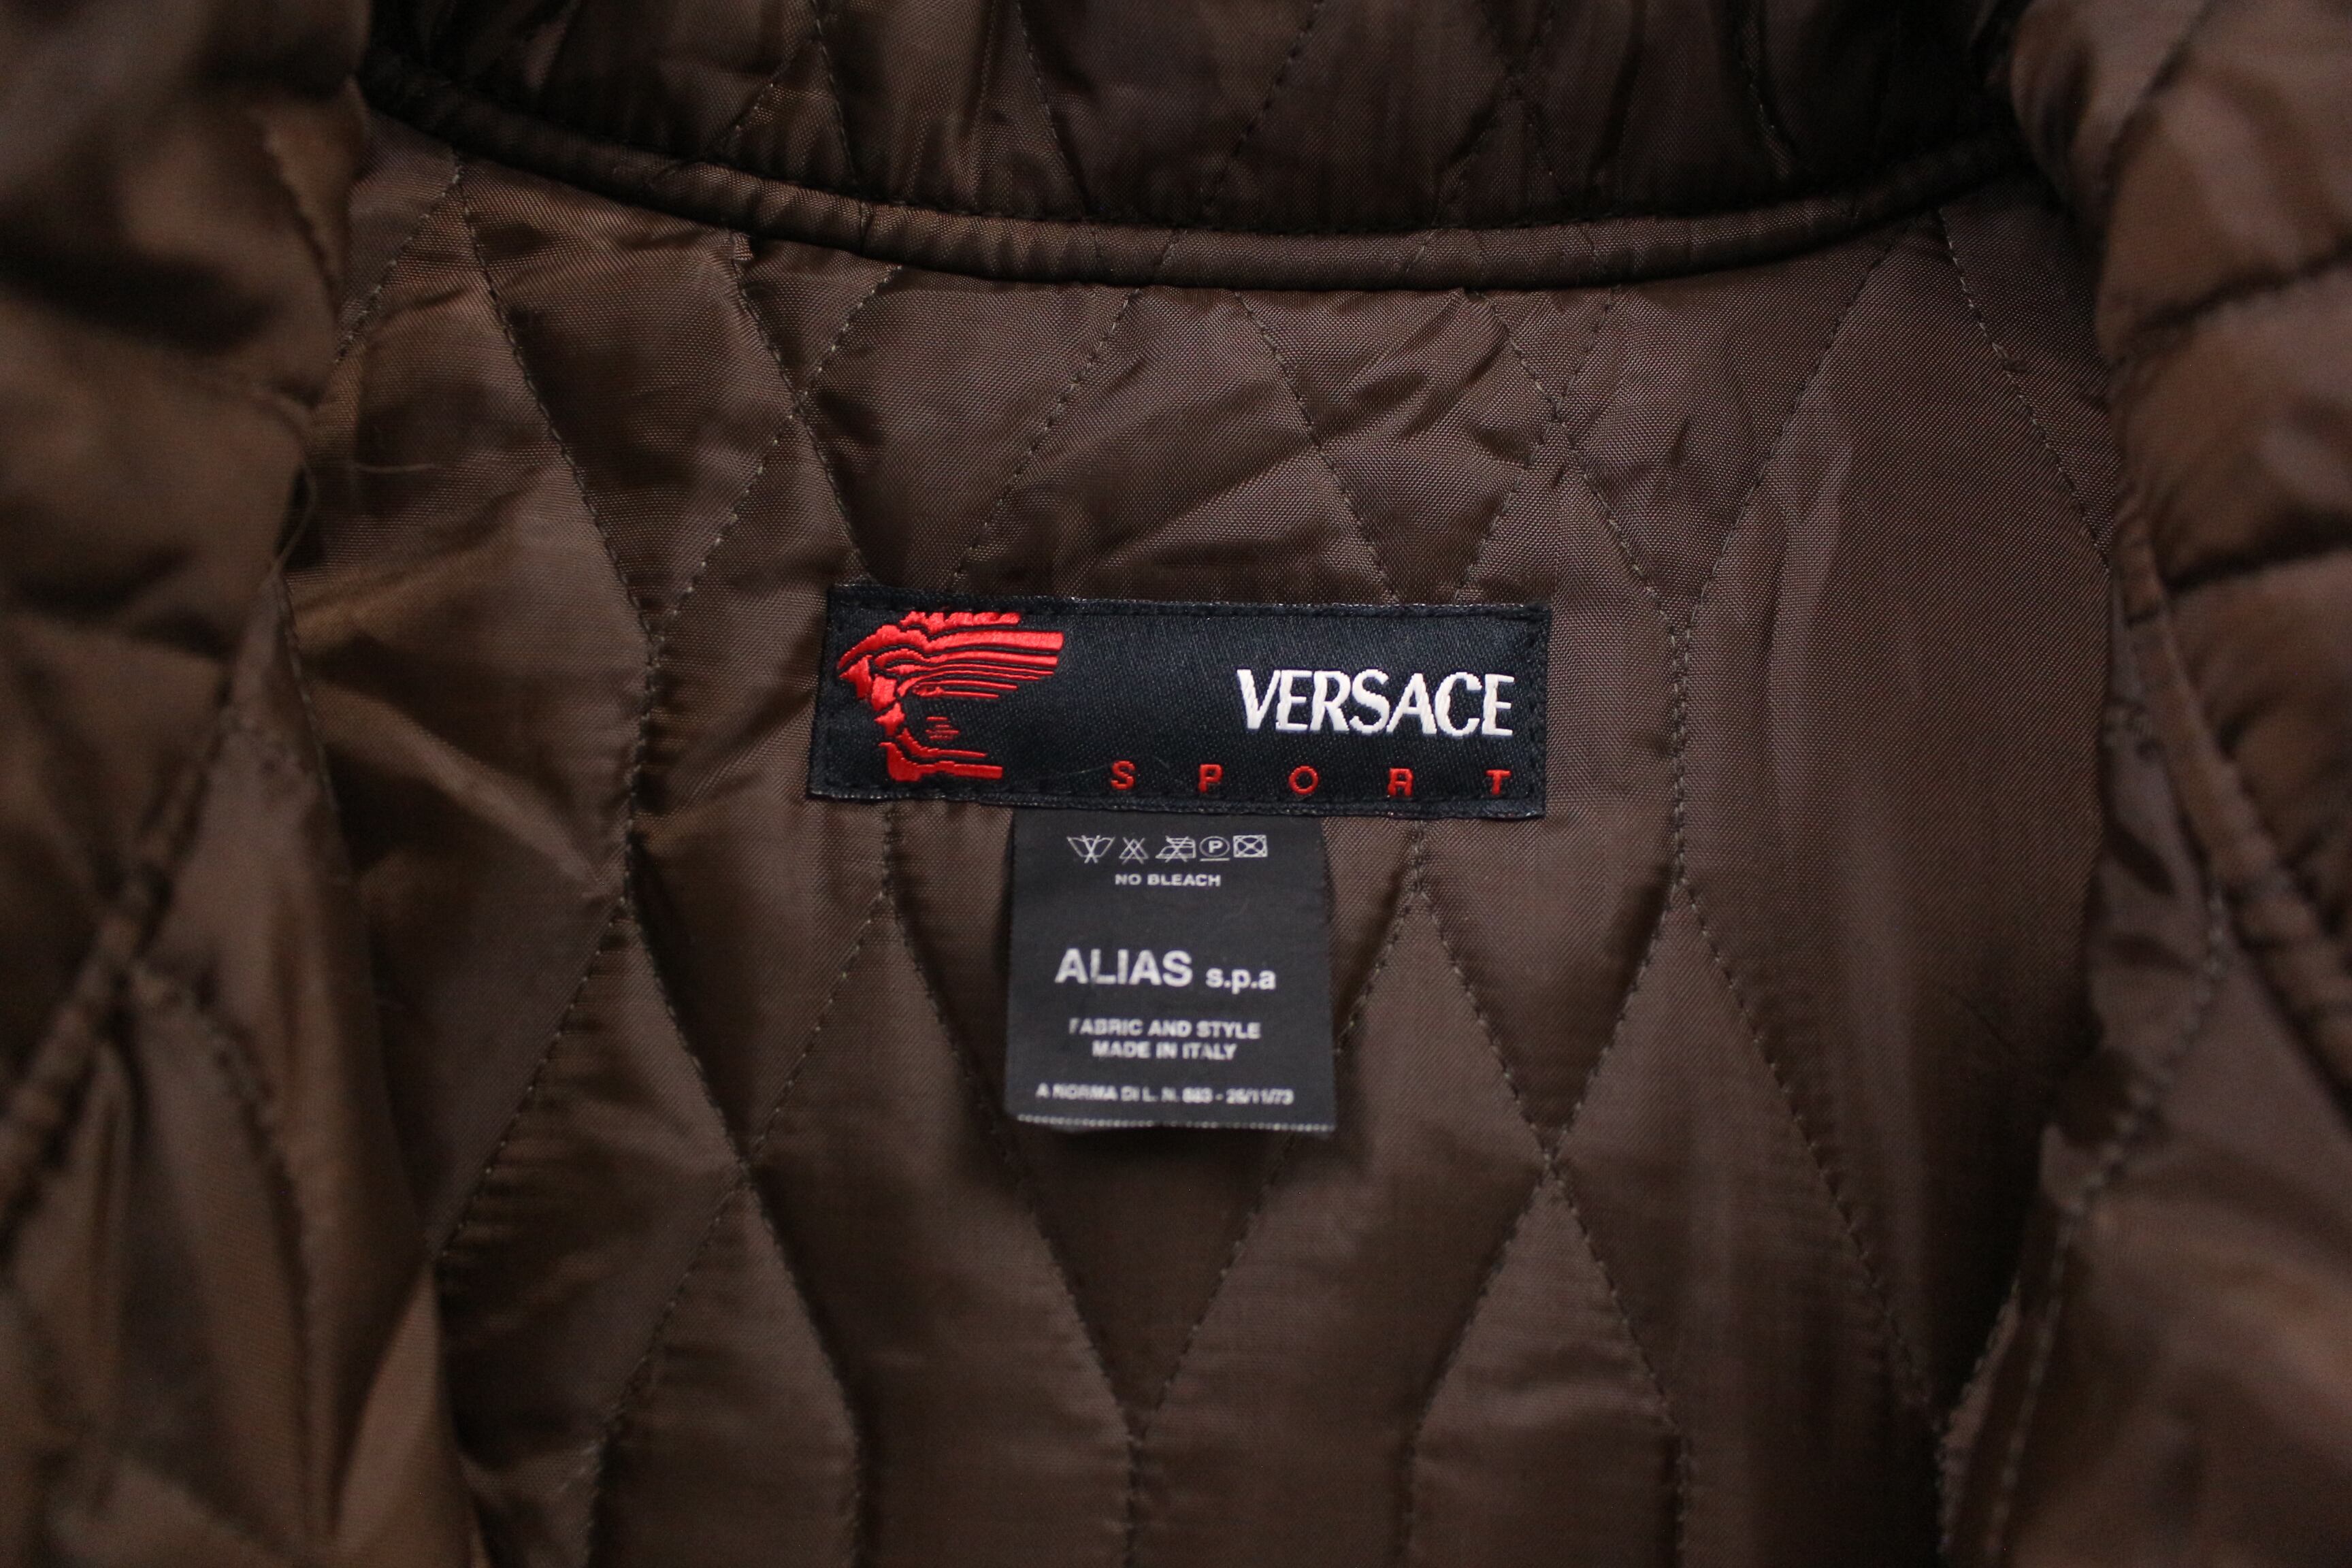 VERSACE
SPORT
P
NO BLEACH
ALIAS s.p.a
FABRIC AND STYLE
MADE IN ITALY
A NORMA DI L. N. 883 - 26/11/73